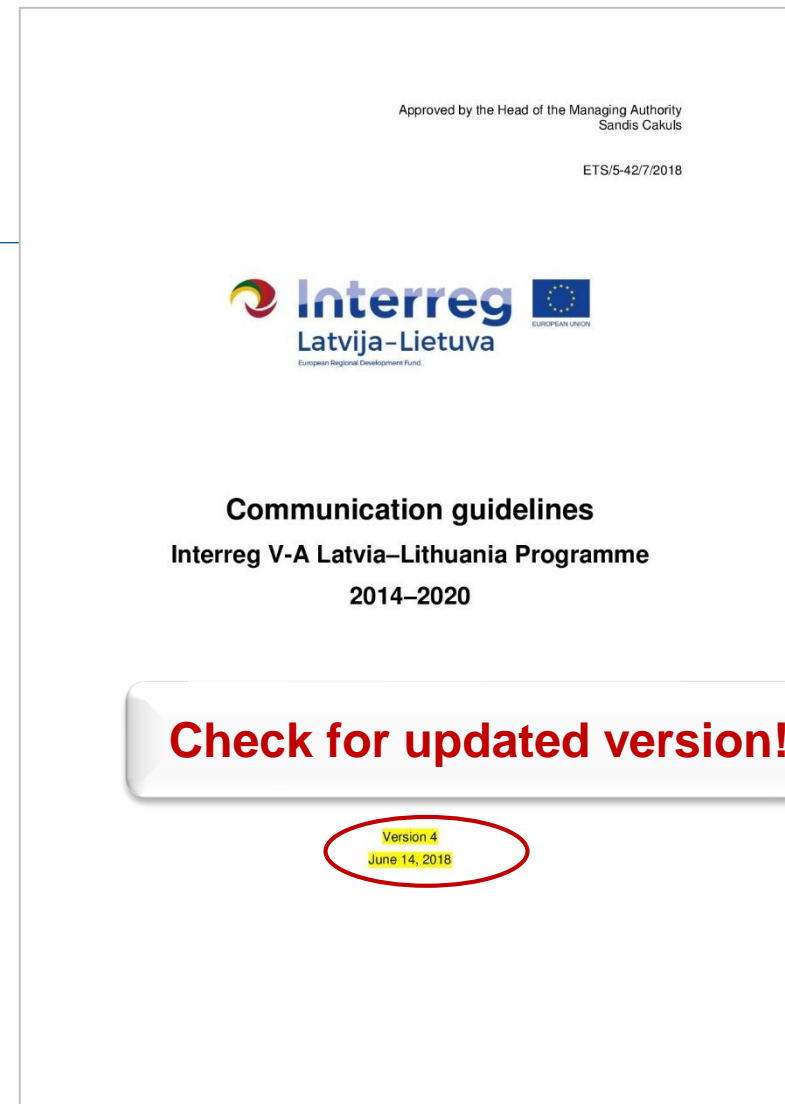 Approved by the Head of the Managing Authority
Sandis Cakuls
ETS/5-42/7/2018
Interreg
EUROPEAN UNION
Latvija-Lietuva
European Regional Development Fund
Communication guidelines
Interreg V-A Latvia–Lithuania Programme
2014–2020
Check for updated version!
Version 4
June 14, 2018